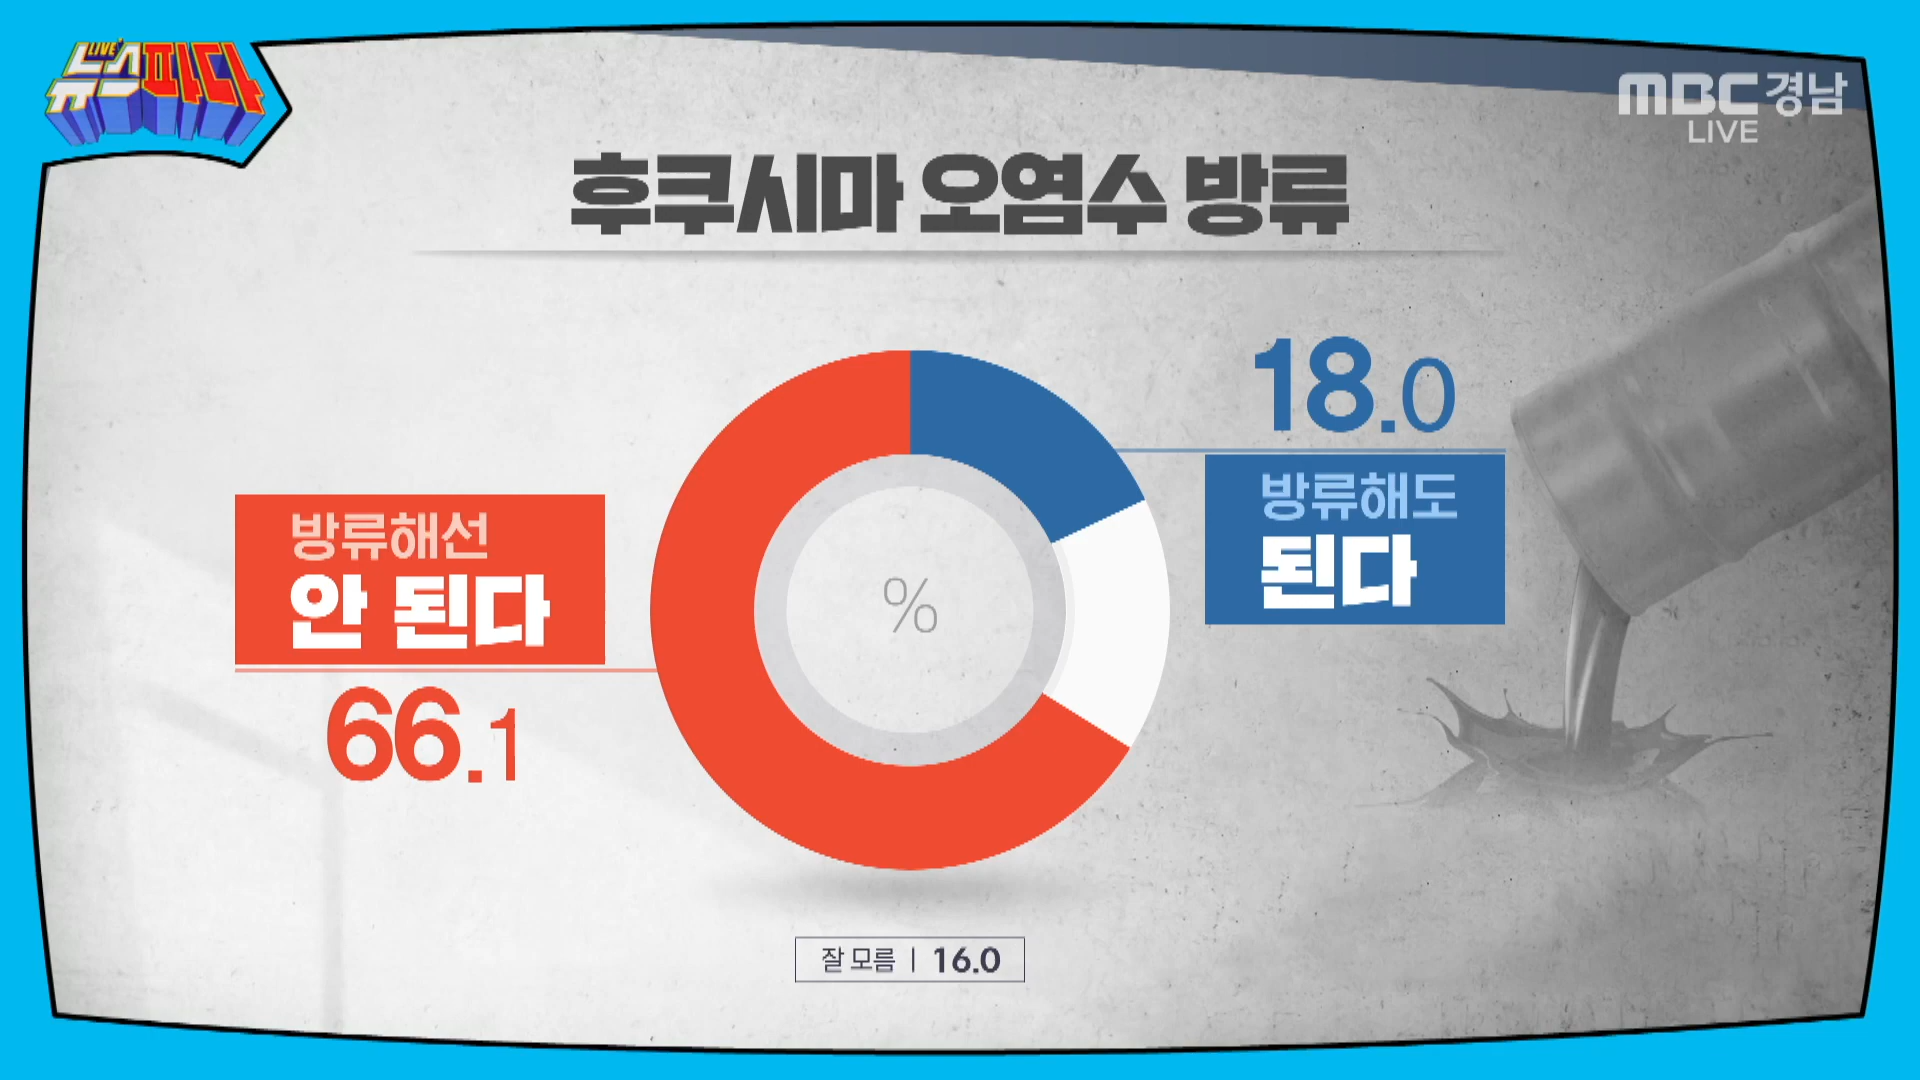 LIVE
뉴스파다
MBC경남
LIVE
후쿠시마 오염수 방류
18.0
방류해도
된다
방류해선
안 된다
66.1
%
잘 모름 | 16.0